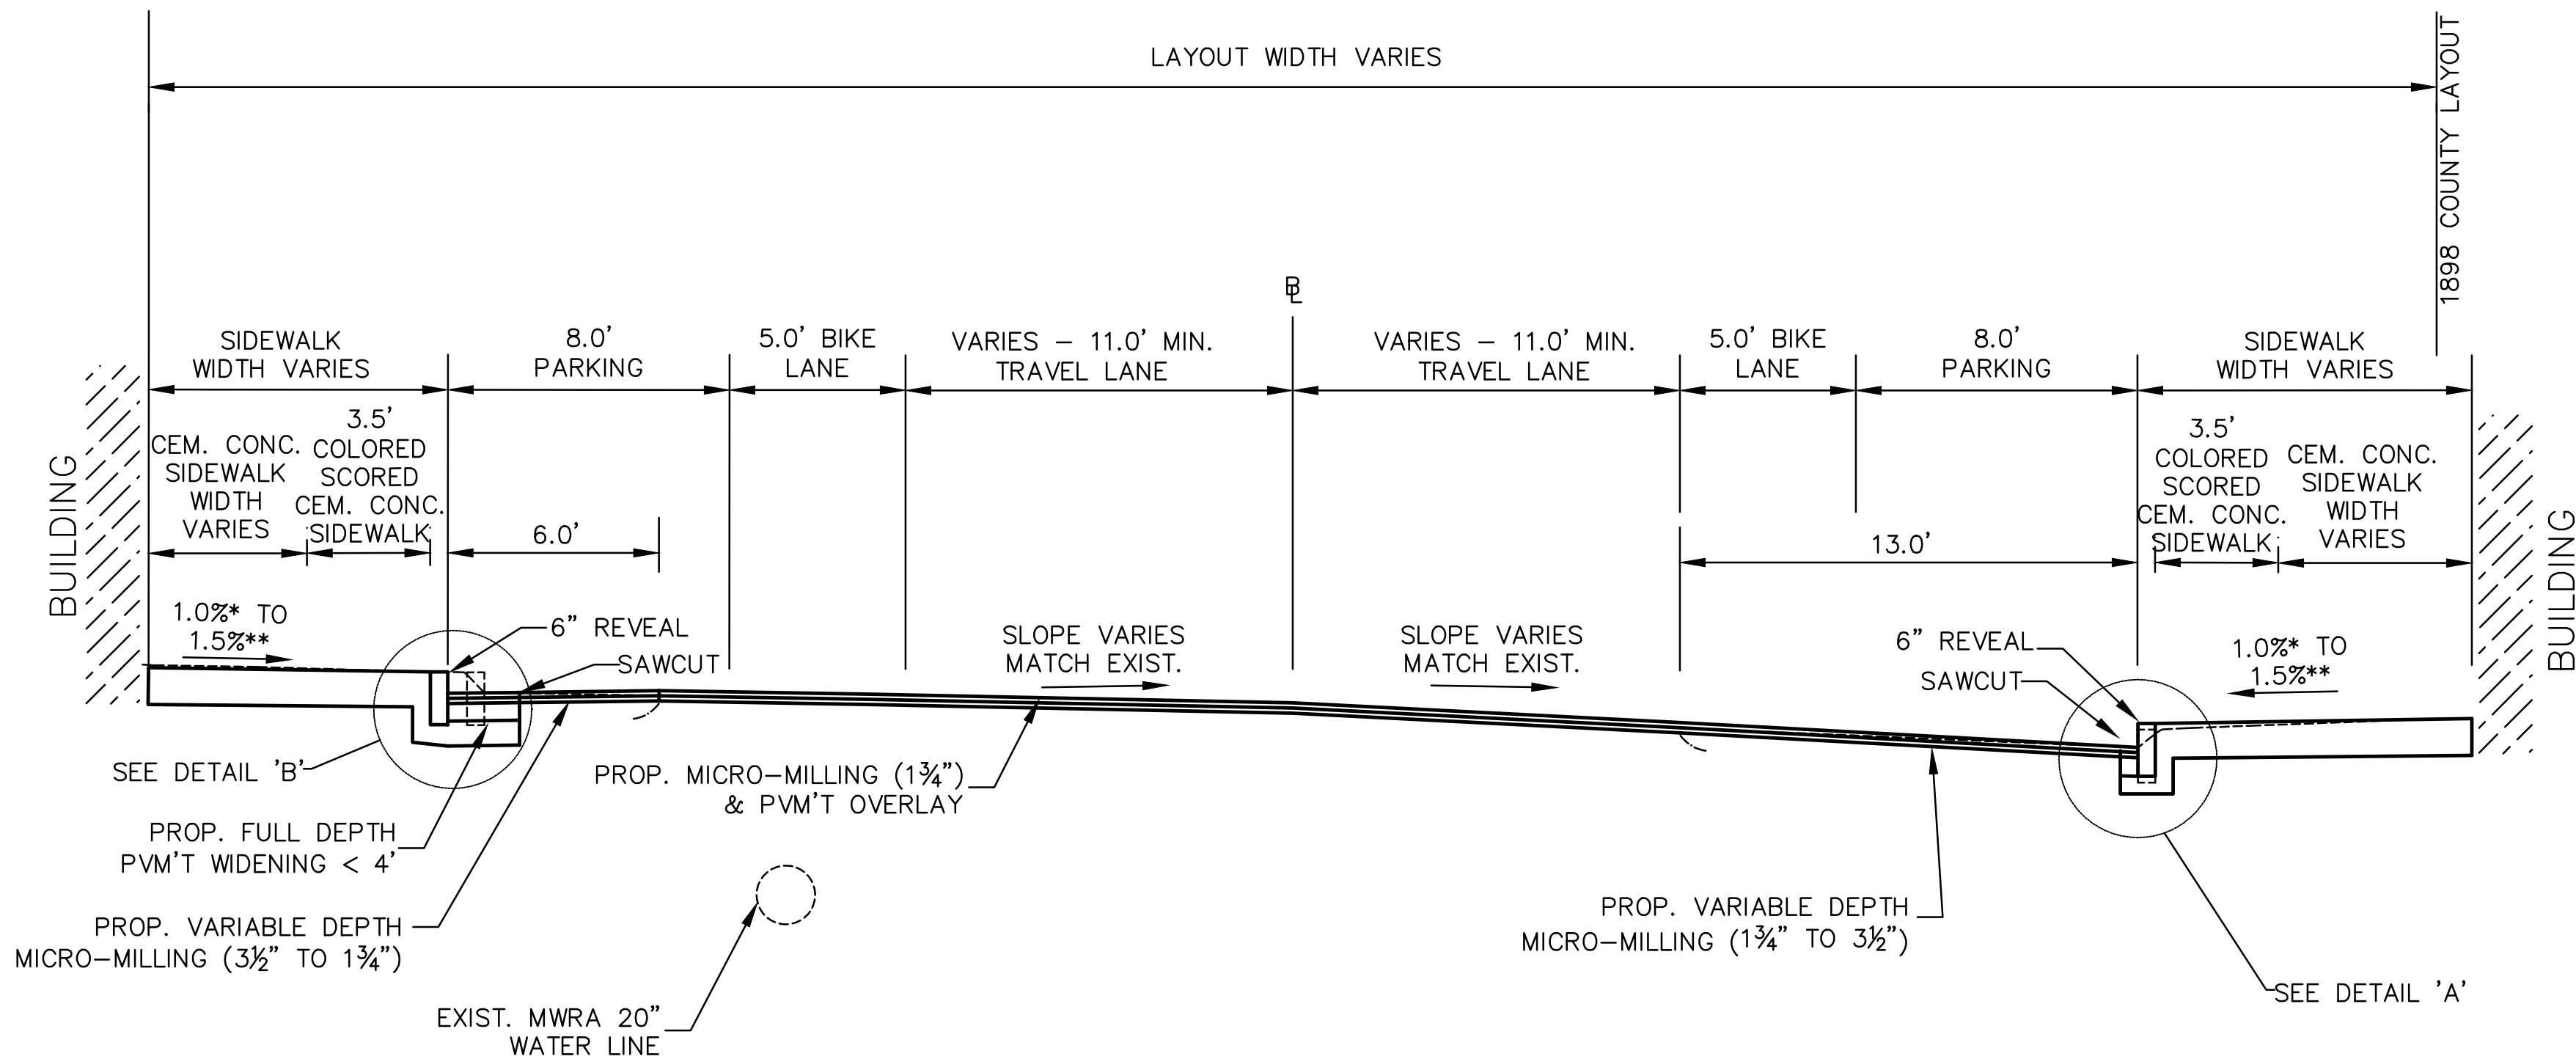 LAYOUT WIDTH VARIES
1898 COUNTY LAYOUT
BL
SIDEWALK
WIDTH VARIES
8.0'
PARKING
5.0' BIKE
LANE
VARIES – 11.0' MIN.
TRAVEL LANE
VARIES – 11.0' MIN.
TRAVEL LANE
5.0' BIKE
LANE
8.0'
PARKING
SIDEWALK
WIDTH VARIES
BUILDING
CEM. CONC.
SIDEWALK
WIDTH
VARIES
3.5'
COLORED
SCORED
CEM. CONC.
SIDEWALK
6.0'
13.0'
3.5'
COLORED
SCORED
CEM. CONC.
SIDEWALK
CEM. CONC.
SIDEWALK
WIDTH
VARIES
BUILDING
1.0%* TO
1.5%**
6" REVEAL
SAWCUT
SLOPE VARIES
MATCH EXIST.
SLOPE VARIES
MATCH EXIST.
6" REVEAL
SAWCUT
1.0%* TO
1.5%**
SEE DETAIL 'B'
PROP. MICRO–MILLING (1¾")
& PVM'T OVERLAY
PROP. FULL DEPTH
PVM'T WIDENING < 4'
PROP. VARIABLE DEPTH
MICRO–MILLING (3½" TO 1¾")
PROP. VARIABLE DEPTH
MICRO–MILLING (1¾" TO 3½")
SEE DETAIL 'A'
EXIST. MWRA 20"
WATER LINE